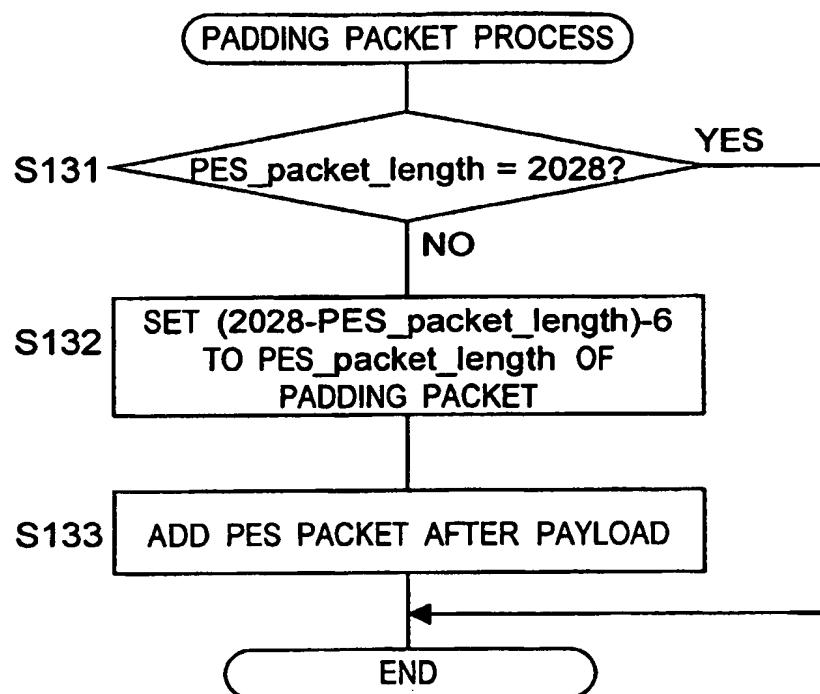 PADDING PACKET PROCESS
YES
S131
PES_packet_length = 2028?
NO
S132
SET (2028-PES_packet_length)-6
TO PES_packet_length OF
PADDING PACKET
S133
ADD PES PACKET AFTER PAYLOAD
END